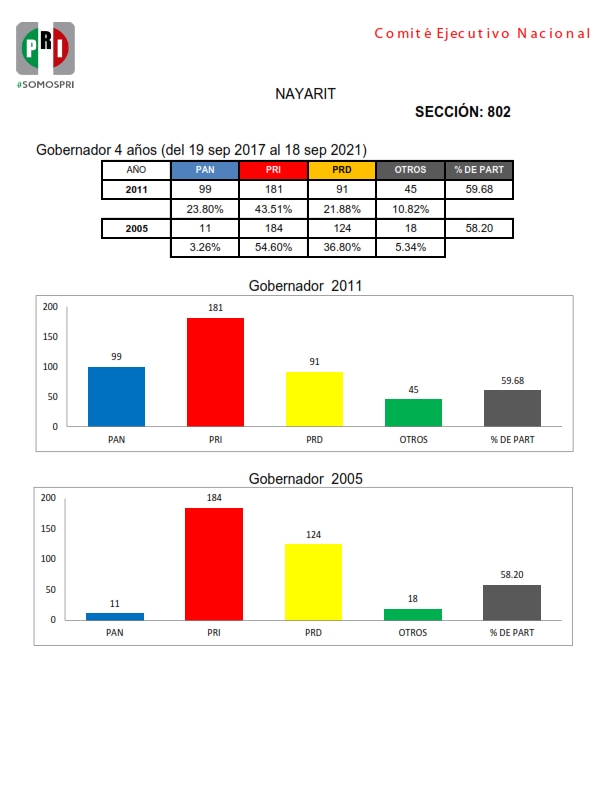 Comité Ejecutivo Nacional
PRI
#SOMOSPRI
NAYARIT
SECCIÓN: 802
Gobernador 4 años (del 19 sep 2017 al 18 sep 2021)
AÑO PAN PRI PRD OTROS % DE PART
2011 99 181 91 45 59.68
23.80% 43.51% 21.88% 10.82%
2005 11 184 124 18 58.20
3.26% 54.60% 36.80% 5.34%
Gobernador 2011
200
150
100
50
0
99 181 91 45 59.68
PAN PRI PRD OTROS % DE PART
Gobernador 2005
200
150
100
50
0
11 184 124 18 58.20
PAN PRI PRD OTROS % DE PART